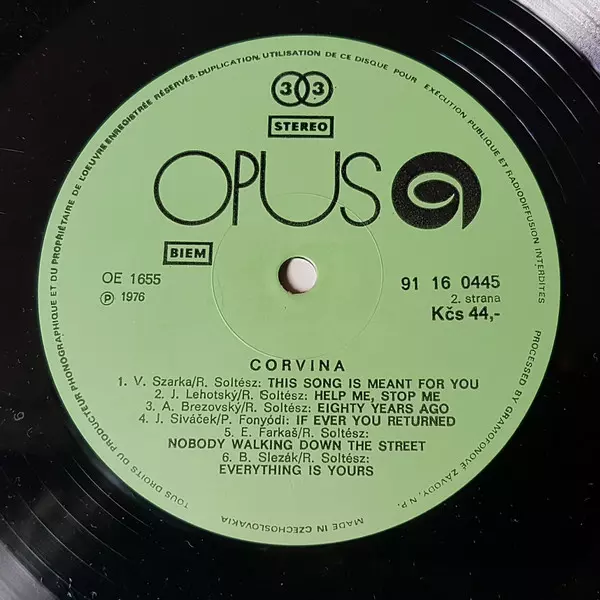 TOUS DROITS DU PRODUCTEUR PHONOGRAPHIQUE ET DU PROPRIÉTAIRE DE L'OEUVRE ENREGISTRÉE RÉSERVÉS. DUPLICATION, UTILISATION DE CE DISQUE POUR EXÉCUTION PUBLIQUE ET RADIODIFFUSION INTERDITES
PROCESSED BY GRAMOFONOVÉ ZÁVODY, N. P.
33
STEREO
OPUS
BIEM
OE 1655
℗ 1976
91 16 0445
2. strana
Kčs 44,-
CORVINA
1. V. Szarka/R. Soltész: THIS SONG IS MEANT FOR YOU
2. J. Lehotský/R. Soltész: HELP ME, STOP ME
3. A. Brezovský/R. Soltész: EIGHTY YEARS AGO
4. J. Siváček/P. Fonyódi: IF EVER YOU RETURNED
5. E. Farkaš/R. Soltész:
NOBODY WALKING DOWN THE STREET
6. B. Slezák/R. Soltész:
EVERYTHING IS YOURS
MADE IN CZECHOSLOVAKIA